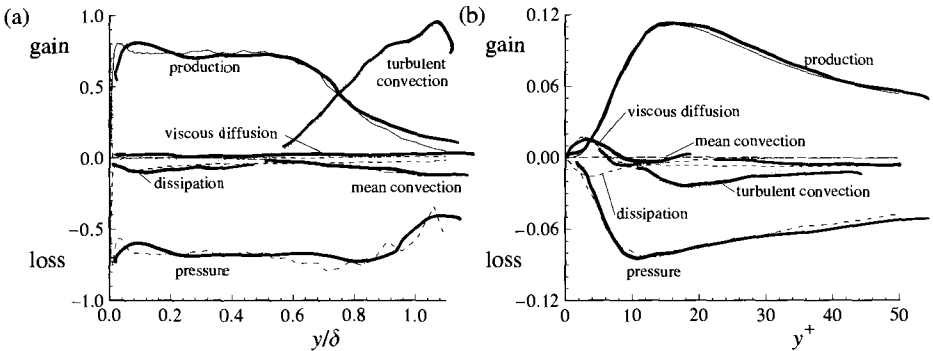 (a)
gain
loss
1.0
0.5
0.0
−0.5
−1.0
production
turbulent
convection
viscous diffusion
dissipation
mean convection
pressure
0.0 0.2 0.4 0.6 0.8 1.0
y/δ
(b)
gain
loss
0.12
0.06
0.00
−0.06
−0.12
production
viscous diffusion
mean convection
turbulent convection
dissipation
pressure
0 10 20 30 40 50
y+